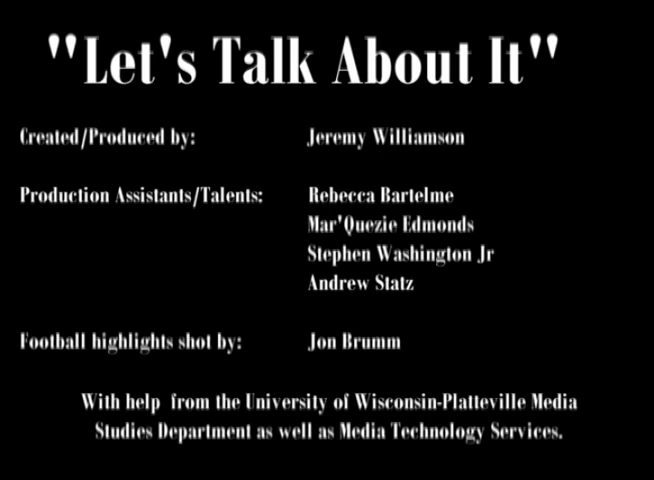 "Let's Talk About It"
Created/Produced by: Jeremy Williamson
Production Assistants/Talents: Rebecca Bartelme
Mar'Quezie Edmonds
Stephen Washington Jr
Andrew Statz
Football highlights shot by: Jon Brumm
With help from the University of Wisconsin-Platteville Media
Studies Department as well as Media Technology Services.